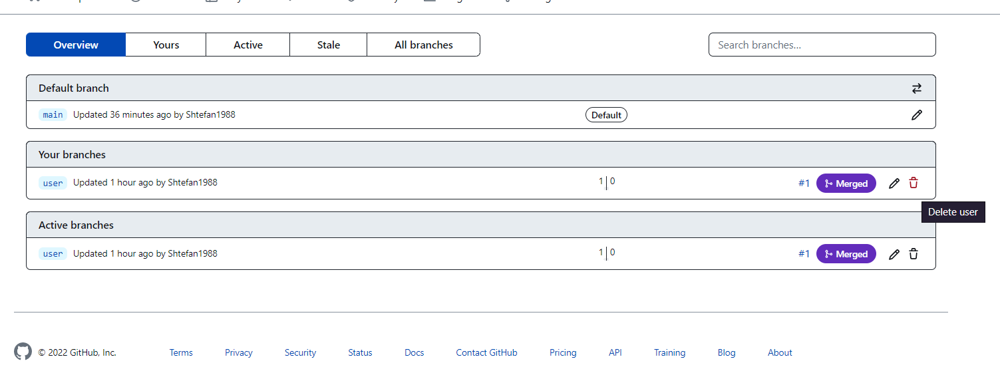 Overview Yours Active Stale All branches Search branches...
Default branch
main Updated 36 minutes ago by Shtefan1988 Default
Your branches
user Updated 1 hour ago by Shtefan1988 1 0 #1 Merged
Delete user
Active branches
user Updated 1 hour ago by Shtefan1988 1 0 #1 Merged
© 2022 GitHub, Inc. Terms Privacy Security Status Docs Contact GitHub Pricing API Training Blog About